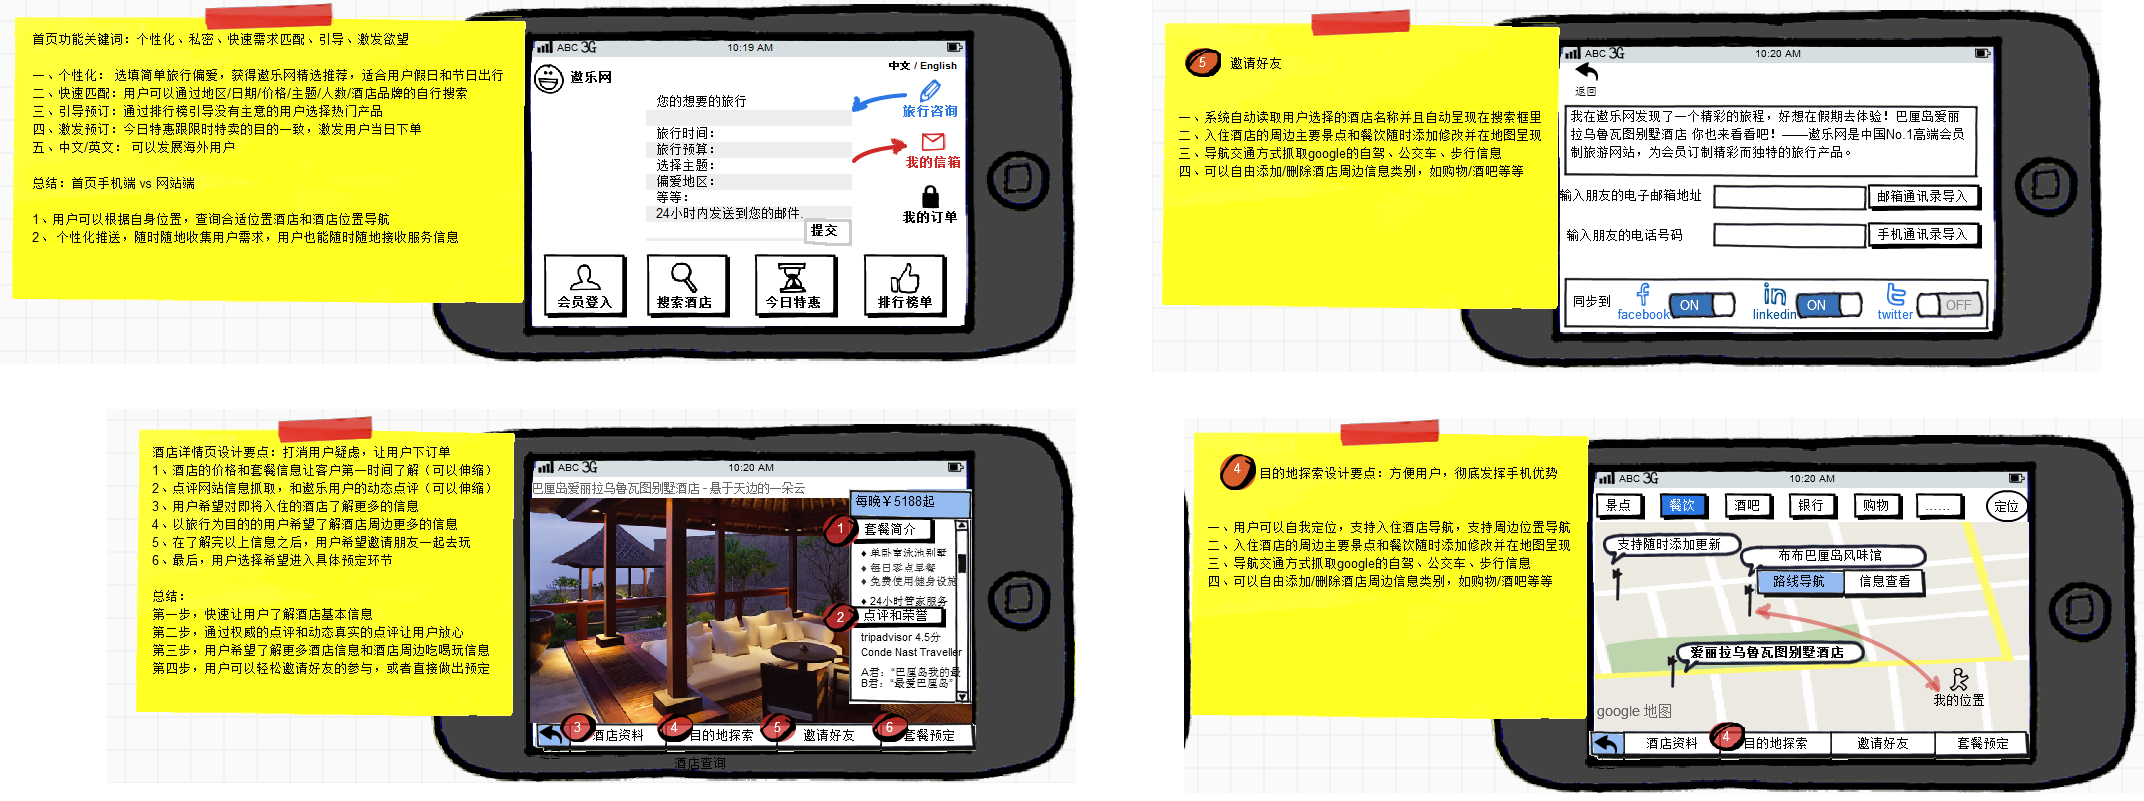 首页功能关键词：个性化、私密、快速需求匹配、引导、激发欲望
一、个性化： 选填简单旅行偏爱，获得遨乐网精选推荐，适合用户假日和节日出行
二、快速匹配：用户可以通过地区/日期/价格/主题/人数/酒店品牌的自行搜索
三、引导预订：通过排行榜引导没有主意的用户选择热门产品
四、激发预订：今日特惠跟限时特卖的目的一致，激发用户当日下单
五、中文/英文： 可以发展海外用户
总结：首页手机端 vs 网站端
1、用户可以根据自身位置，查询合适位置酒店和酒店位置导航
2、 个性化推送，随时随地收集用户需求，用户也能随时随地接收服务信息
ABC 3G
10:19 AM
遨乐网
中文 / English
您的想要的旅行
旅行时间：
旅行预算：
选择主题：
偏爱地区：
等等：
24小时内发送到您的邮件.
提交
旅行咨询
我的信箱
我的订单
会员登入
搜索酒店
今日特惠
排行榜单
5
邀请好友
一、系统自动读取用户选择的酒店名称并且自动呈现在搜索框里
二、入住酒店的周边主要景点和餐饮随时添加修改并在地图呈现
三、导航交通方式抓取google的自驾、公交车、步行信息
四、可以自由添加/删除酒店周边信息类别，如购物/酒吧等等
ABC 3G
10:20 AM
返回
我在遨乐网发现了一个精彩的旅程，好想在假期去体验！巴厘岛爱丽
拉乌鲁瓦图别墅酒店 你也来看看吧！——遨乐网是中国No.1高端会员
制旅游网站，为会员订制精彩而独特的旅行产品。
输入朋友的电子邮箱地址
邮箱通讯录导入
输入朋友的电话号码
手机通讯录导入
同步到
facebook
ON
linkedin
ON
twitter
OFF
酒店详情页设计要点：打消用户疑虑，让用户下订单
1、酒店的价格和套餐信息让客户第一时间了解（可以伸缩）
2、点评网站信息抓取，和遨乐用户的动态点评（可以伸缩）
3、用户希望对即将入住的酒店了解更多的信息
4、以旅行为目的的用户希望了解酒店周边更多的信息
5、在了解完以上信息之后，用户希望邀请朋友一起去玩
6、最后，用户选择希望进入具体预定环节
总结：
第一步，快速让用户了解酒店基本信息
第二步，通过权威的点评和动态真实的点评让用户放心
第三步，用户希望了解更多酒店信息和酒店周边吃喝玩信息
第四步，用户可以轻松邀请好友的参与，或者直接做出预定
ABC 3G
10:20 AM
巴厘岛爱丽拉乌鲁瓦图别墅酒店 - 悬于天边的一朵云
每晚￥5188起
1
套餐简介
♦ 单卧室泳池别墅
♦ 每日零点早餐
♦ 免费使用健身设施
♦ 24小时管家服务
2
点评和荣誉
tripadvisor 4.5分
Conde Nast Traveller
A君：“巴厘岛我的最
B君：“最爱巴厘岛”
3
酒店资料
4
目的地探索
5
邀请好友
6
套餐预定
酒店查询
4
目的地探索设计要点：方便用户，彻底发挥手机优势
一、用户可以自我定位，支持入住酒店导航，支持周边位置导航
二、入住酒店的周边主要景点和餐饮随时添加修改并在地图呈现
三、导航交通方式抓取google的自驾、公交车、步行信息
四、可以自由添加/删除酒店周边信息类别，如购物/酒吧等等
ABC 3G
10:20 AM
景点
餐饮
酒吧
银行
购物
……
定位
支持随时添加更新
布布巴厘岛风味馆
路线导航
信息查看
爱丽拉乌鲁瓦图别墅酒店
我的位置
google 地图
酒店资料
4
目的地探索
邀请好友
套餐预定